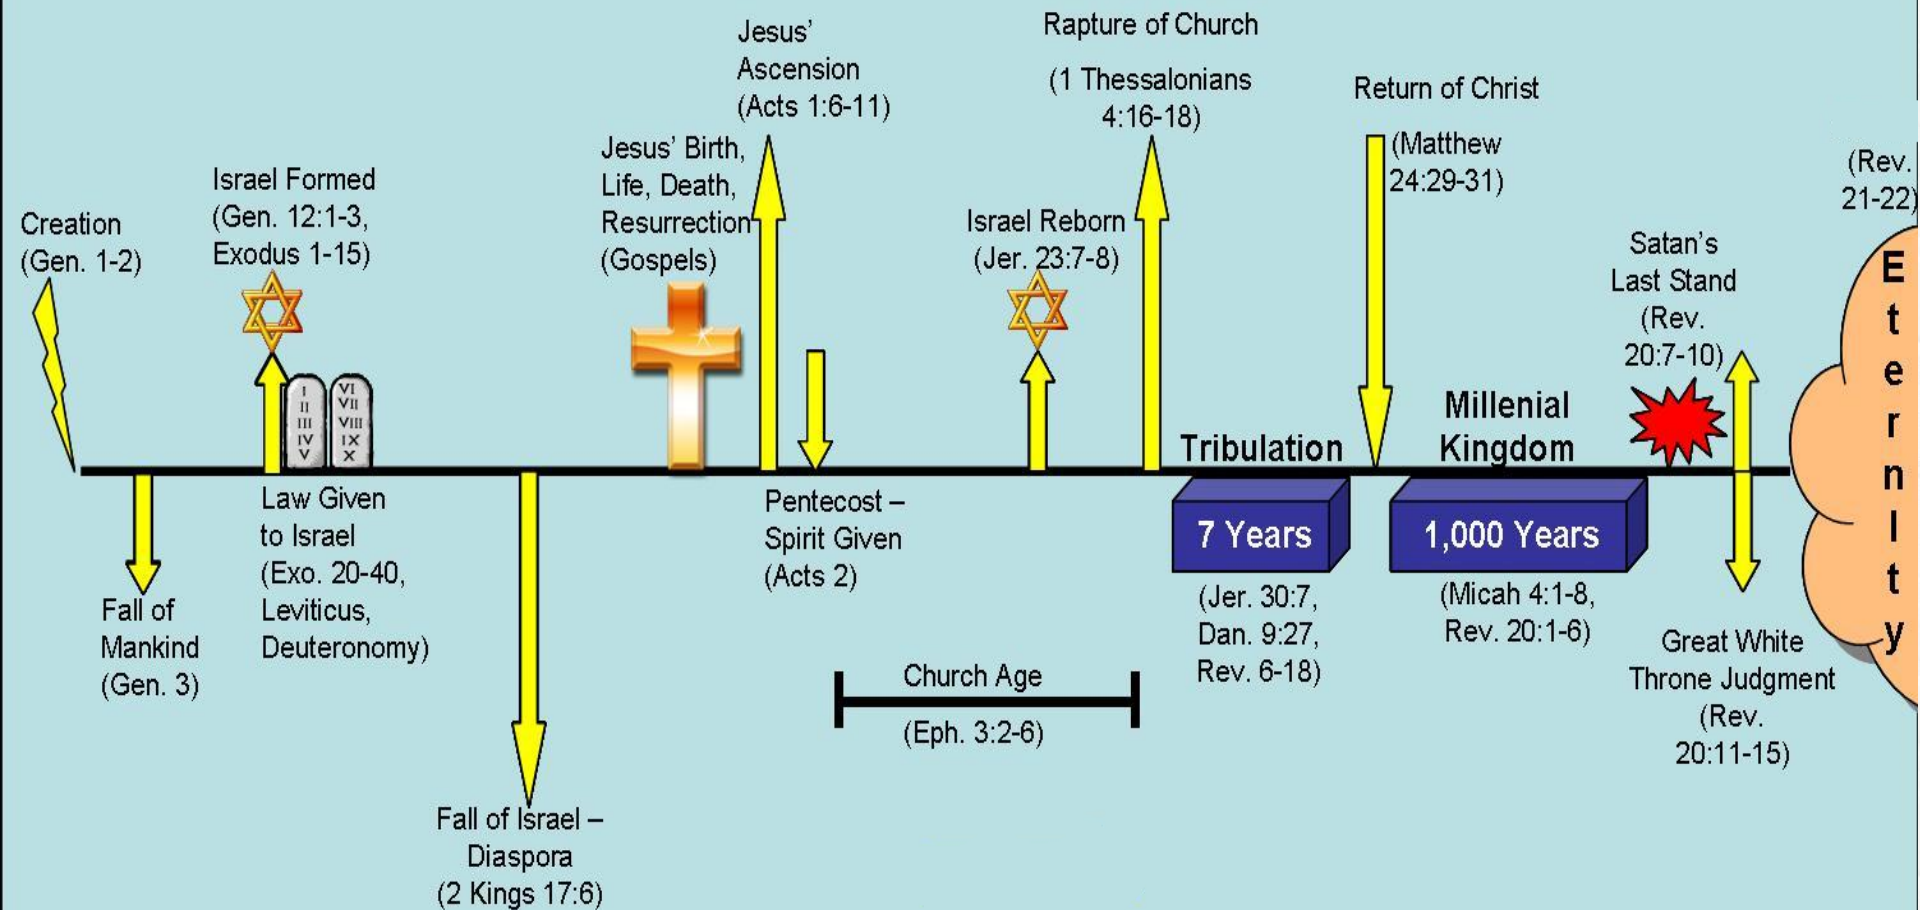 Creation
(Gen. 1-2)
Fall of
Mankind
(Gen. 3)
Israel Formed
(Gen. 12:1-3,
Exodus 1-15)
I
II
III
IV
V
VI
VII
VIII
IX
X
Law Given
to Israel
(Exo. 20-40,
Leviticus,
Deuteronomy)
Fall of Israel –
Diaspora
(2 Kings 17:6)
Jesus' Birth,
Life, Death,
Resurrection
(Gospels)
Jesus'
Ascension
(Acts 1:6-11)
Pentecost –
Spirit Given
(Acts 2)
Church Age
(Eph. 3:2-6)
Israel Reborn
(Jer. 23:7-8)
Rapture of Church
(1 Thessalonians
4:16-18)
Tribulation
7 Years
(Jer. 30:7,
Dan. 9:27,
Rev. 6-18)
Return of Christ
(Matthew
24:29-31)
Millenial
Kingdom
1,000 Years
(Micah 4:1-8,
Rev. 20:1-6)
Satan's
Last Stand
(Rev.
20:7-10)
Great White
Throne Judgment
(Rev.
20:11-15)
(Rev.
21-22)
E
t
e
r
n
I
t
y